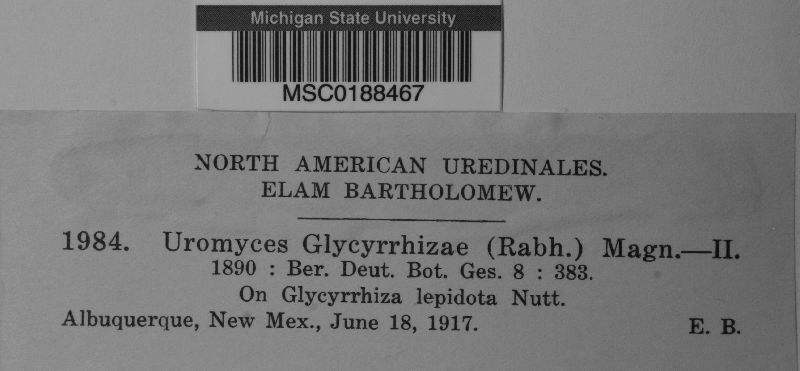 Michigan State University
MSC0188467
NORTH AMERICAN UREDINALES.
ELAM BARTHOLOMEW.
1984. Uromyces Glycyrrhizae (Rabh.) Magn.—II.
1890 : Ber. Deut. Bot. Ges. 8 : 383.
On Glycyrrhiza lepidota Nutt.
Albuquerque, New Mex., June 18, 1917. E. B.